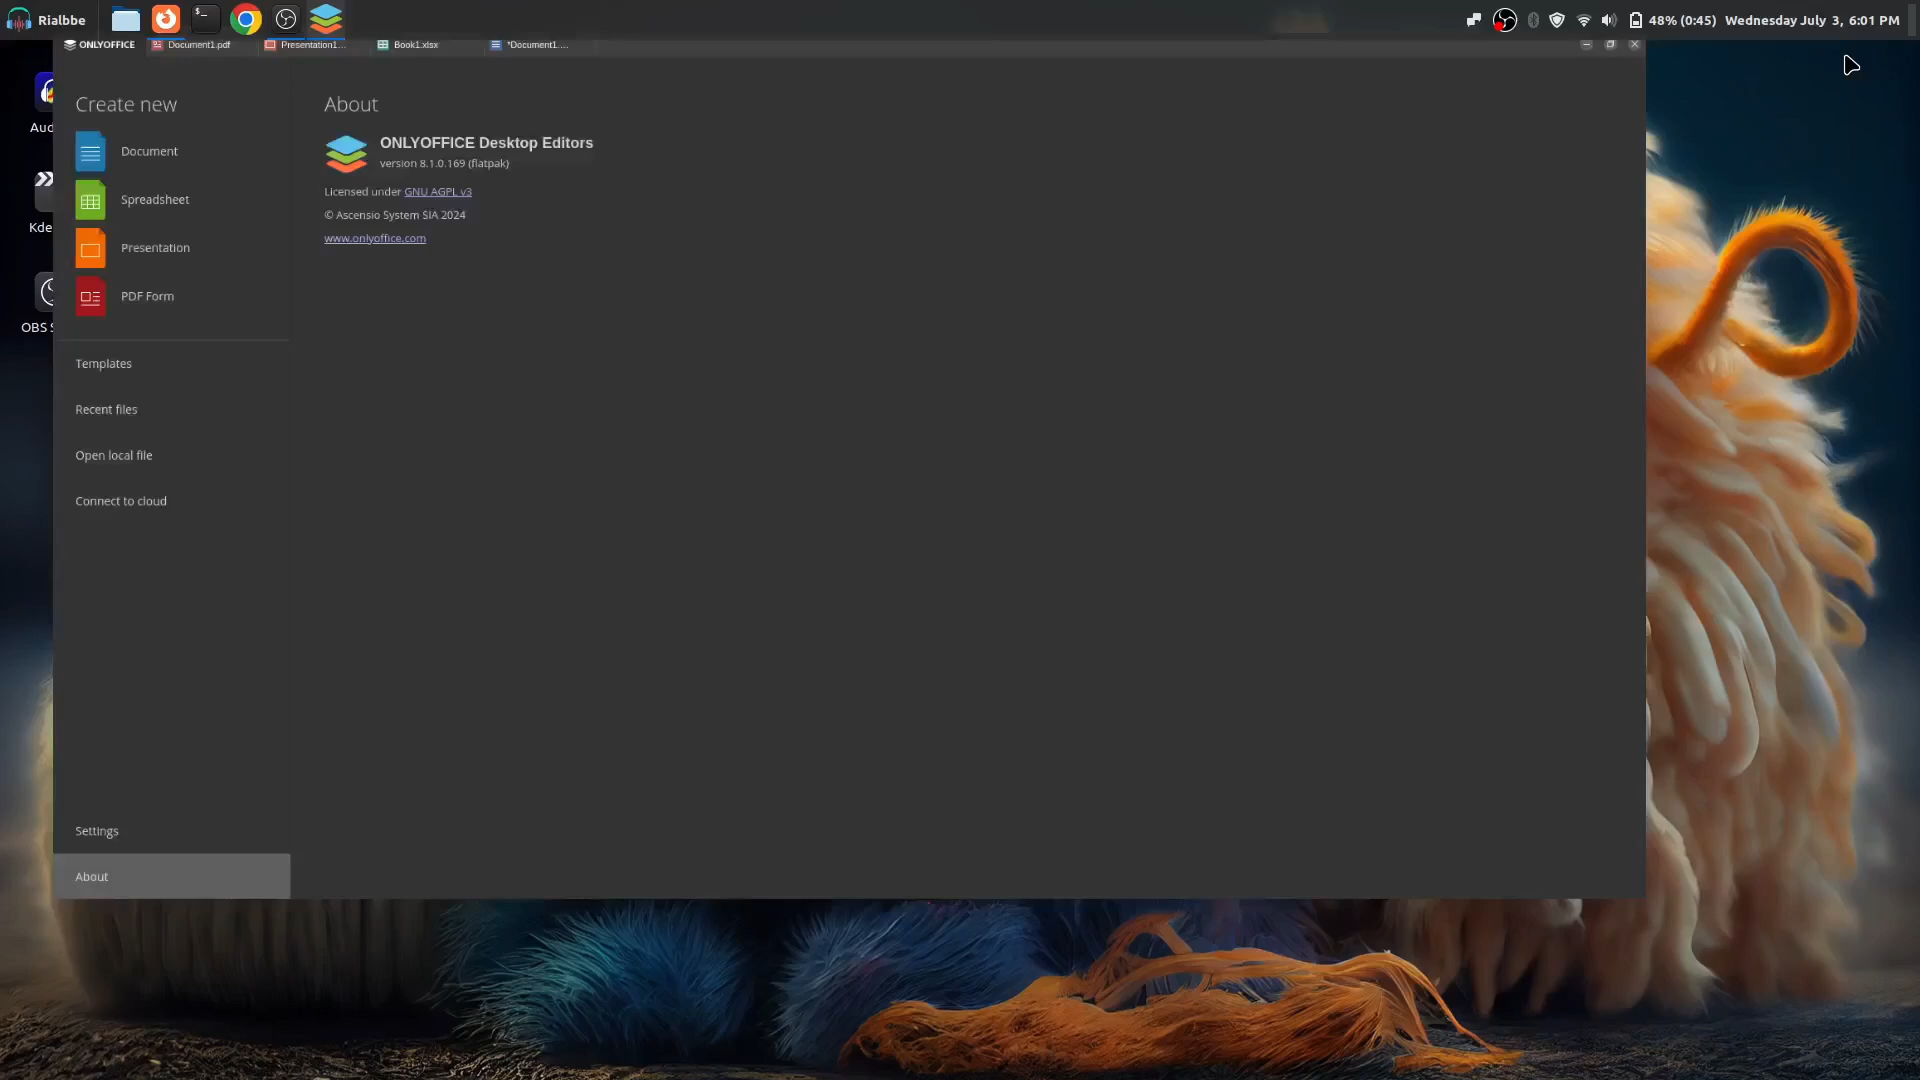 Rialbbe
48% (0:45) Wednesday July 3, 6:01 PM
ONLYOFFICE
Document1.pdf
Presentation1...
Book1.xlsx
*Document1....
Aud
Kde
OBS S
Create new
Document
Spreadsheet
Presentation
PDF Form
Templates
Recent files
Open local file
Connect to cloud
Settings
About
About
ONLYOFFICE Desktop Editors
version 8.1.0.169 (flatpak)
Licensed under GNU AGPL v3
© Ascensio System SIA 2024
www.onlyoffice.com